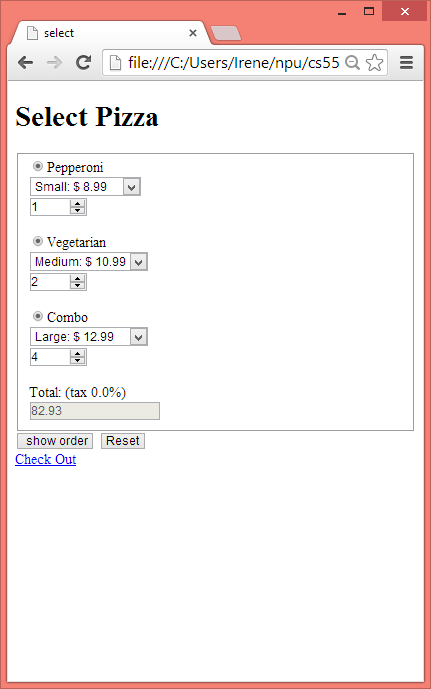 select
file:///C:/Users/Irene/npu/cs55
Select Pizza
Pepperoni
Small: $ 8.99
1
Vegetarian
Medium: $ 10.99
2
Combo
Large: $ 12.99
4
Total: (tax 0.0%)
82.93
show order Reset
Check Out